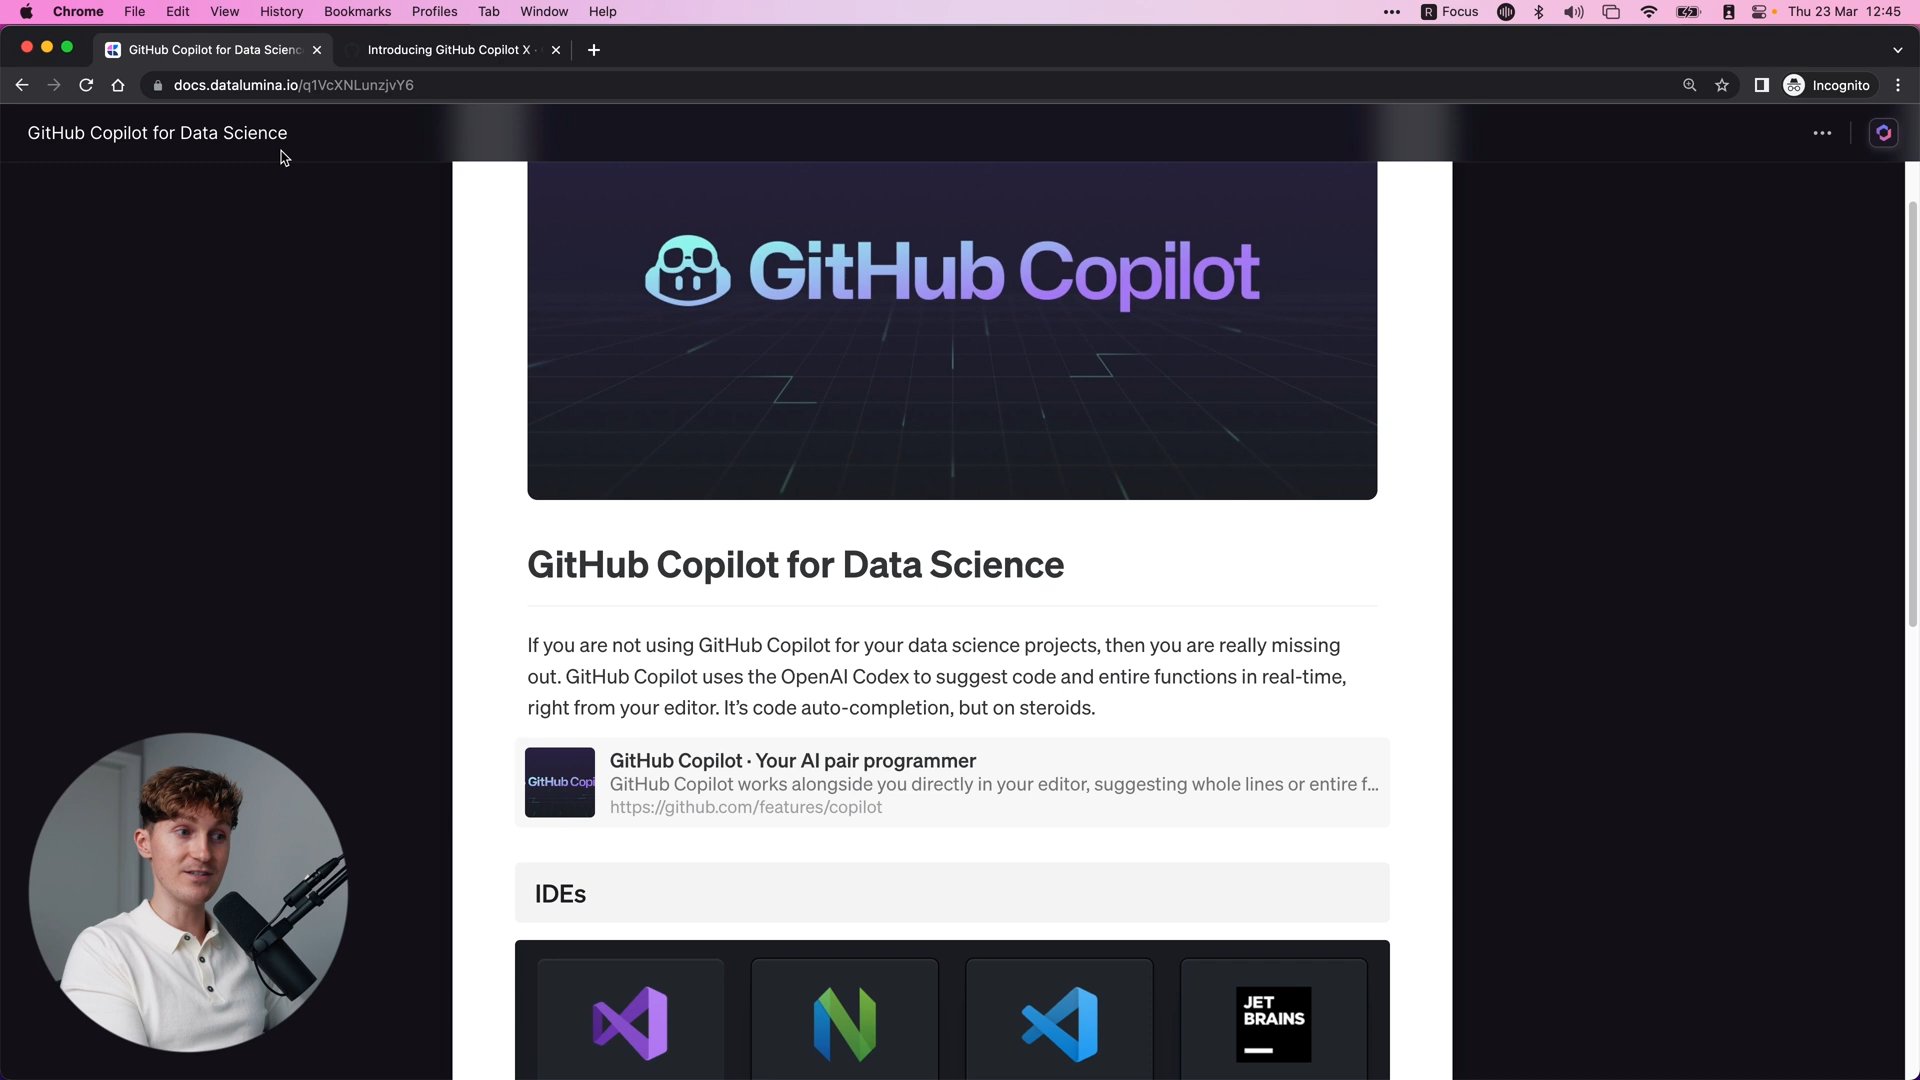 Chrome File Edit View History Bookmarks Profiles Tab Window Help
R Focus
Thu 23 Mar 12:45
GitHub Copilot for Data Scienc
Introducing GitHub Copilot X ·
docs.datalumina.io/q1VcXNLunzjvY6
Incognito
GitHub Copilot for Data Science
GitHub Copilot
GitHub Copilot for Data Science
If you are not using GitHub Copilot for your data science projects, then you are really missing
out. GitHub Copilot uses the OpenAI Codex to suggest code and entire functions in real-time,
right from your editor. It’s code auto-completion, but on steroids.
GitHub Copi
GitHub Copilot · Your AI pair programmer
GitHub Copilot works alongside you directly in your editor, suggesting whole lines or entire f...
https://github.com/features/copilot
IDEs
JET
BRAINS